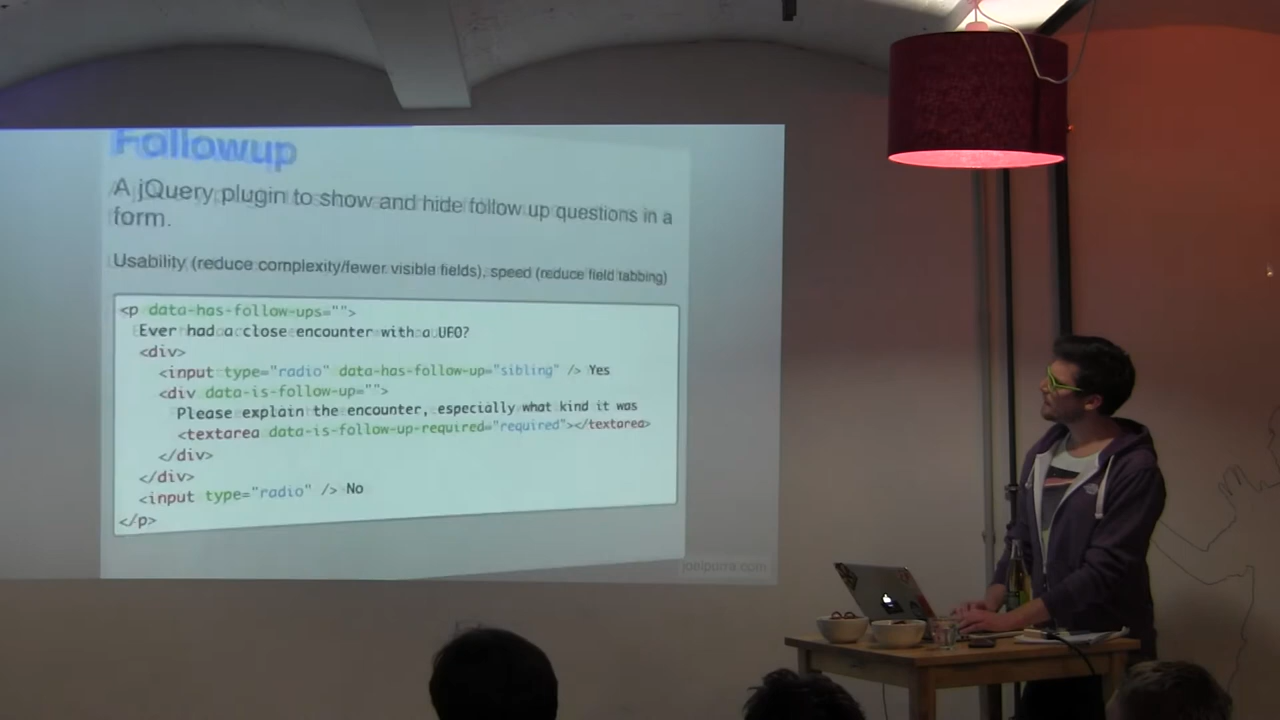 Followup
A jQuery plugin to show and hide follow up questions in a
form.
Usability (reduce complexity/fewer visible fields), speed (reduce field tabbing)
<p data-has-follow-ups="">
Ever had a close encounter with a UFO?
<div>
<input type="radio" data-has-follow-up="sibling" /> Yes
<div data-is-follow-up="">
Please explain the encounter, especially what kind it was
<textarea data-is-follow-up-required="required"></textarea>
</div>
</div>
<input type="radio" /> No
</p>
joelpurra.com